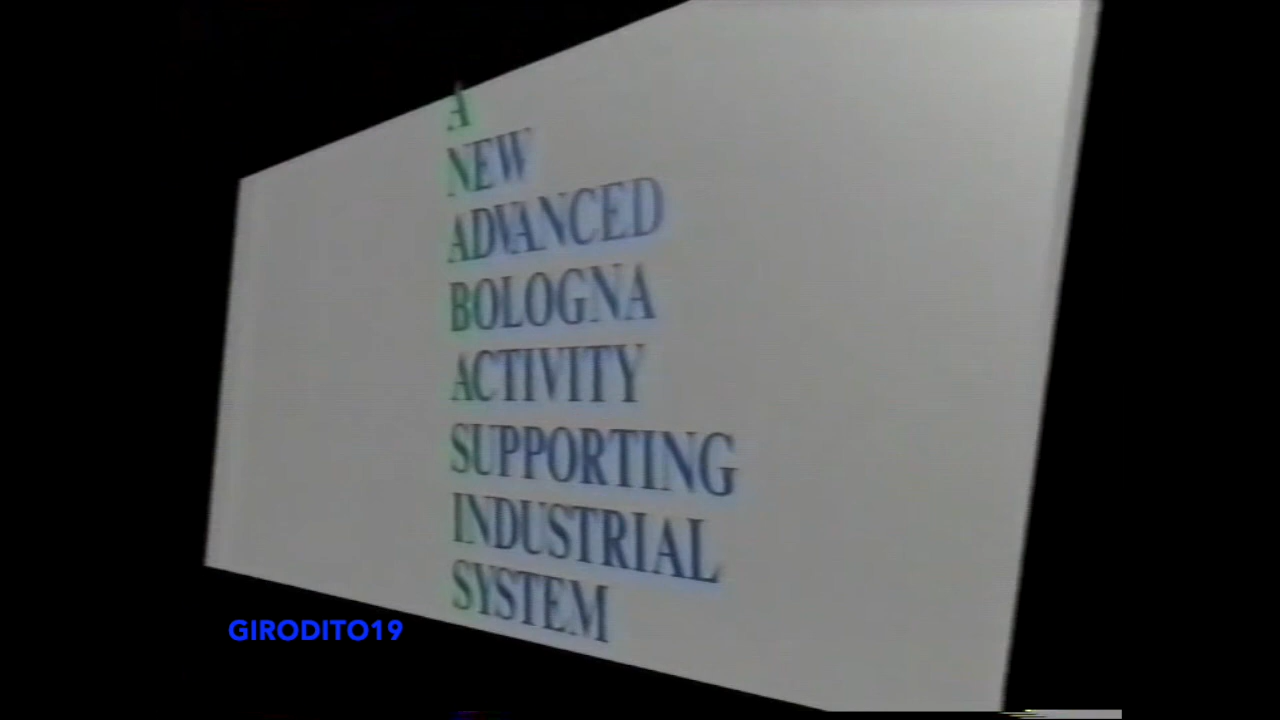 A
NEW
ADVANCED
BOLOGNA
ACTIVITY
SUPPORTING
INDUSTRIAL
SYSTEM
GIRODITO19